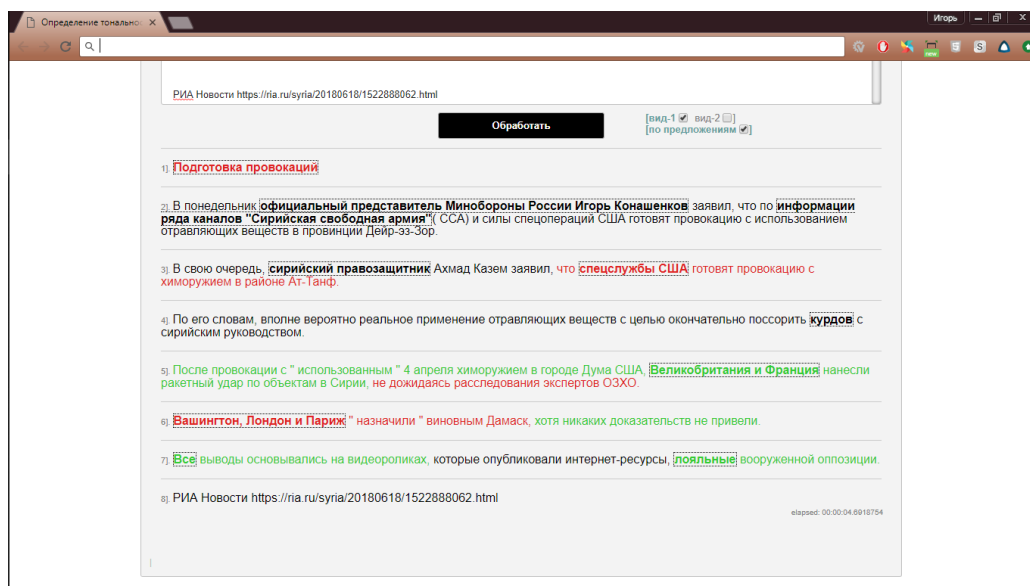 Определение тональнос
Игорь
new
S
РИА Новости https://ria.ru/syria/20180618/1522888062.html
Обработать
[вид-1 вид-2 ]
[по предложениям ]
1]. Подготовка провокаций
2]. В понедельник официальный представитель Минобороны России Игорь Конашенков заявил, что по информации
ряда каналов "Сирийская свободная армия"( ССА) и силы спецопераций США готовят провокацию с использованием
отравляющих веществ в провинции Дейр-эз-Зор.
3]. В свою очередь, сирийский правозащитник Ахмад Казем заявил, что спецслужбы США готовят провокацию с
химоружием в районе Ат-Танф.
4]. По его словам, вполне вероятно реальное применение отравляющих веществ с целью окончательно поссорить курдов с
сирийским руководством.
5]. После провокации с " использованным " 4 апреля химоружием в городе Дума США, Великобритания и Франция нанесли
ракетный удар по объектам в Сирии, не дожидаясь расследования экспертов ОЗХО.
6]. Вашингтон, Лондон и Париж " назначили " виновным Дамаск, хотя никаких доказательств не привели.
7]. Все выводы основывались на видеороликах, которые опубликовали интернет-ресурсы, лояльные вооруженной оппозиции.
8]. РИА Новости https://ria.ru/syria/20180618/1522888062.html
elapsed: 00:00:04.6918754